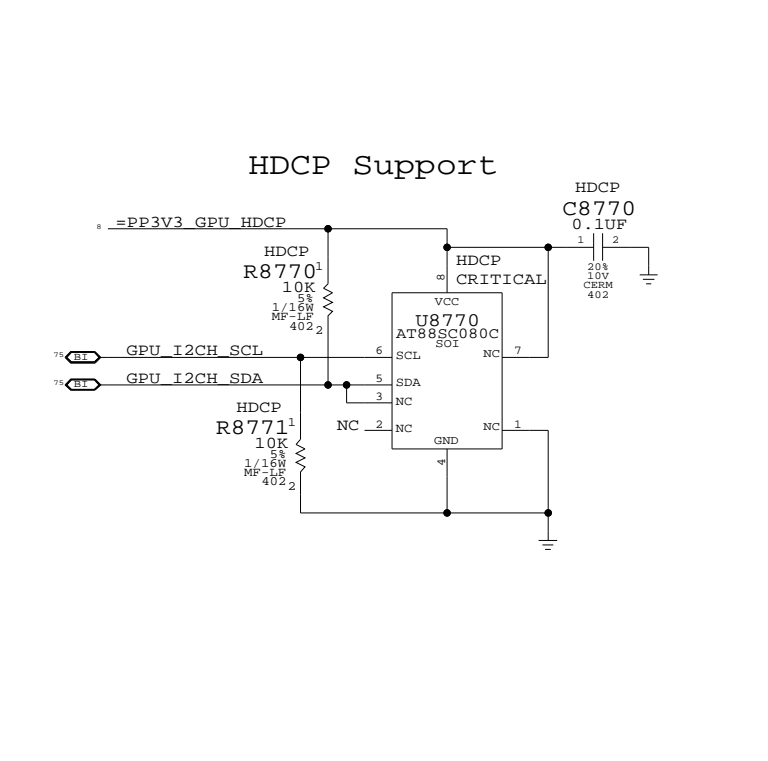 HDCP Support
HDCP
C8770
0.1UF
1 2
20%
10V
CERM
402
8 =PP3V3_GPU_HDCP
HDCP
R8770 1
10K
5%
1/16W
MF-LF
402 2
HDCP
CRITICAL
8
VCC
U8770
AT88SC080C
SOI
75 BI GPU_I2CH_SCL 6 SCL NC 7
75 BI GPU_I2CH_SDA 5 SDA
3 NC
NC 2 NC NC 1
GND
4
HDCP
R8771 1
10K
5%
1/16W
MF-LF
402 2